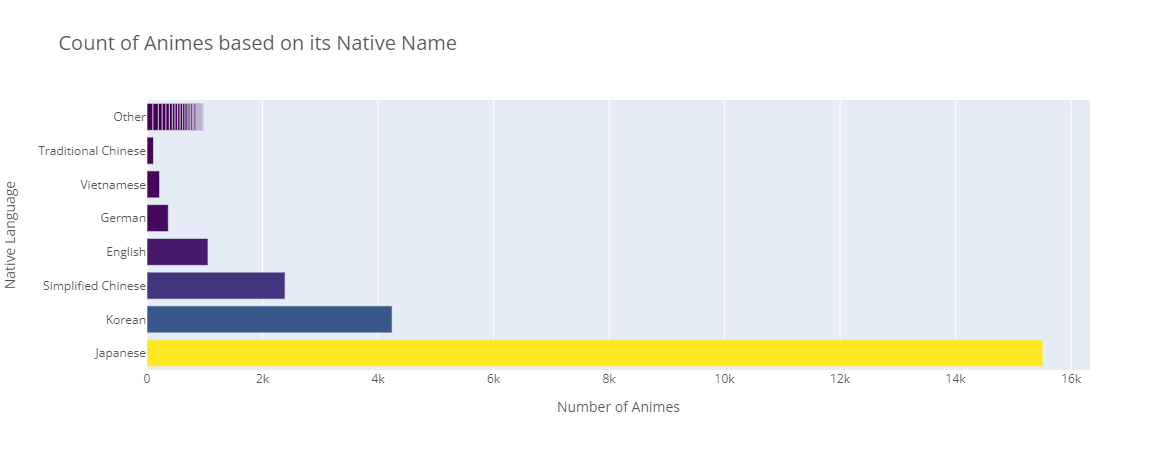 Count of Animes based on its Native Name
Other
Traditional Chinese
Vietnamese
German
English
Simplified Chinese
Korean
Japanese
Native Language
0 2k 4k 6k 8k 10k 12k 14k 16k
Number of Animes